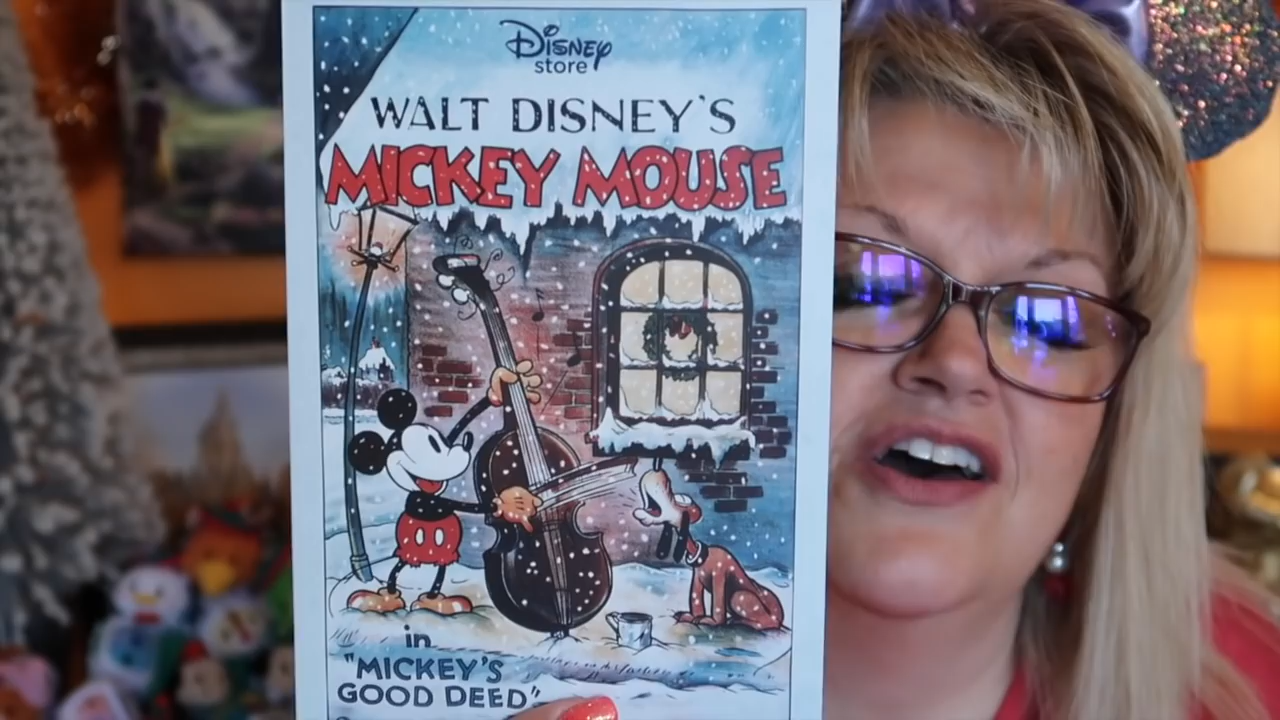 Disney
store
WALT DISNEY'S
MICKEY MOUSE
in
"MICKEY'S
GOOD DEED"